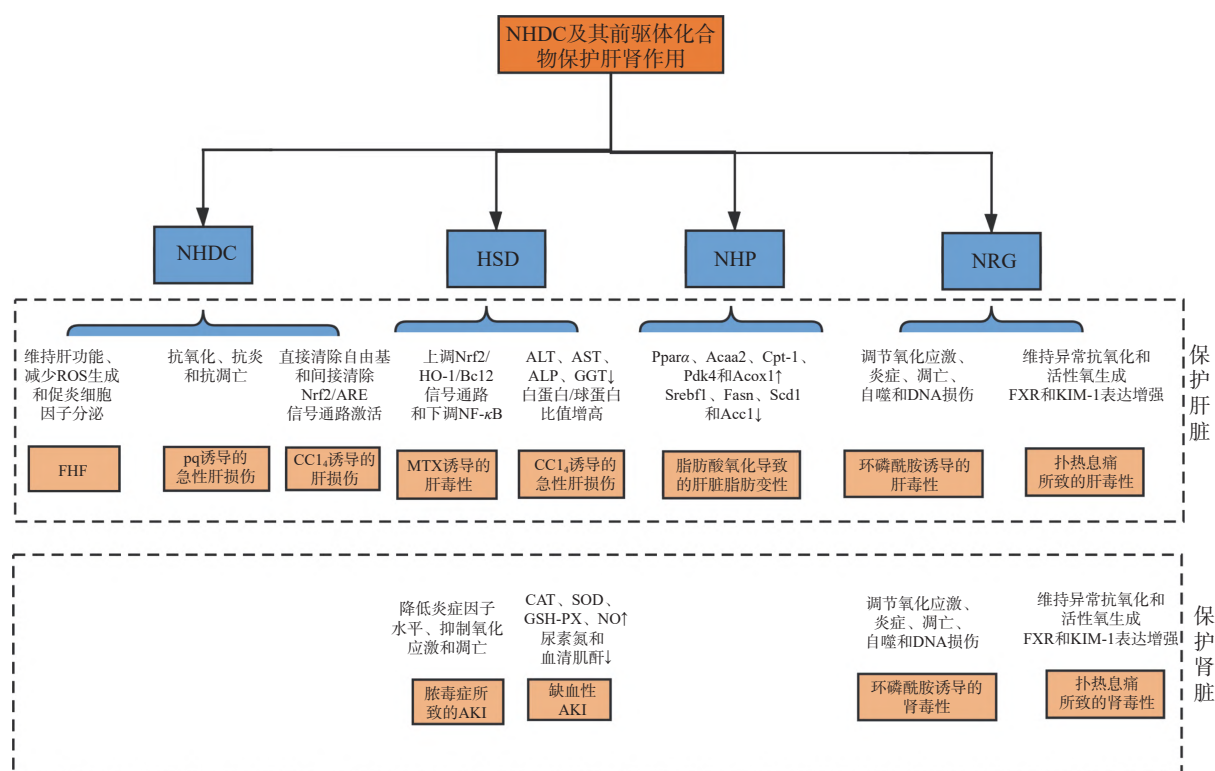 NHDC及其前驱体化合
物保护肝肾作用
NHDC
HSD
NHP
NRG
维持肝功能、
减少ROS生成
和促炎细胞
因子分泌
FHF
抗氧化、抗炎
和抗凋亡
pq诱导的
急性肝损伤
直接清除自由基
和间接清除
Nrf2/ARE
信号通路激活
CC1₄诱导的
肝损伤
上调Nrf2/
HO-1/Bc12
信号通路
和下调NF-κB
MTX诱导的
肝毒性
ALT、AST、
ALP、GGT↓
白蛋白/球蛋白
比值增高
CC1₄诱导的
急性肝损伤
Pparα、Acaa2、Cpt-1、
Pdk4和Acox1↑
Srebf1、Fasn、Scd1
和Acc1↓
脂肪酸氧化导致
的肝脏脂肪变性
调节氧化应激、
炎症、凋亡、
自噬和DNA损伤
环磷酰胺诱导的
肝毒性
维持异常抗氧化和
活性氧生成
FXR和KIM-1表达增强
扑热息痛
所致的肝毒性
保护肝脏
降低炎症因子
水平、抑制氧化
应激和凋亡
脓毒症所
致的AKI
CAT、SOD、
GSH-PX、NO↑
尿素氮和
血清肌酐↓
缺血性
AKI
调节氧化应激、
炎症、凋亡、
自噬和DNA损伤
环磷酰胺诱导的
肾毒性
维持异常抗氧化和
活性氧生成
FXR和KIM-1表达增强
扑热息痛
所致的肾毒性
保护肾脏